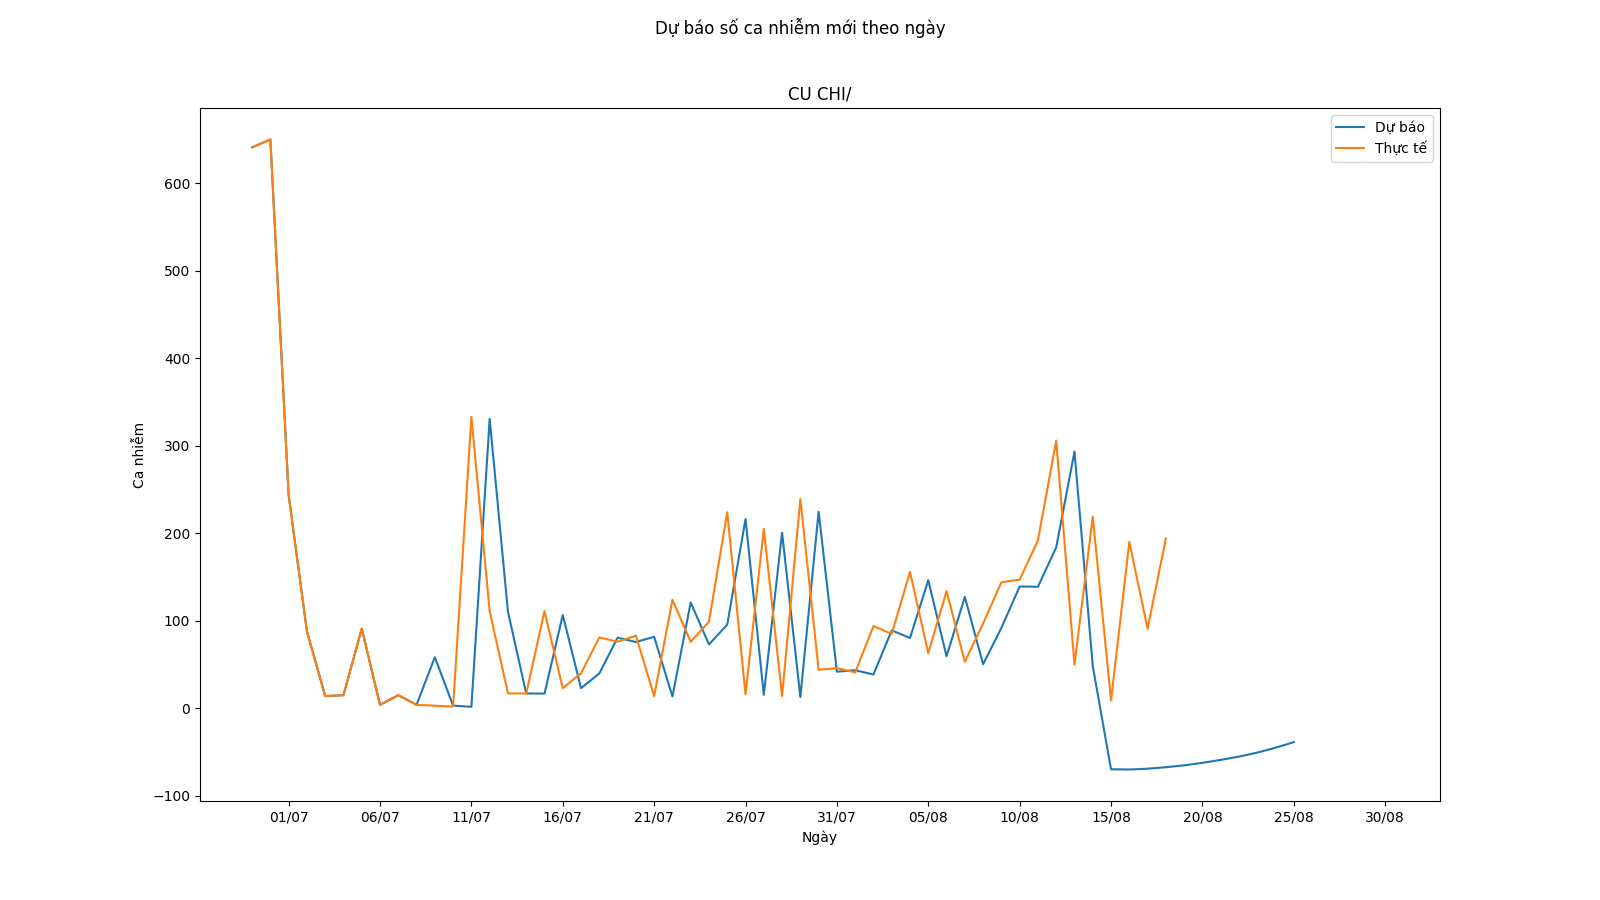 Dự báo số ca nhiễm mới theo ngày
CU CHI/
Dự báo
Thực tế
600
500
400
300
200
100
0
−100
Ca nhiễm
01/07 06/07 11/07 16/07 21/07 26/07 31/07 05/08 10/08 15/08 20/08 25/08 30/08
Ngày